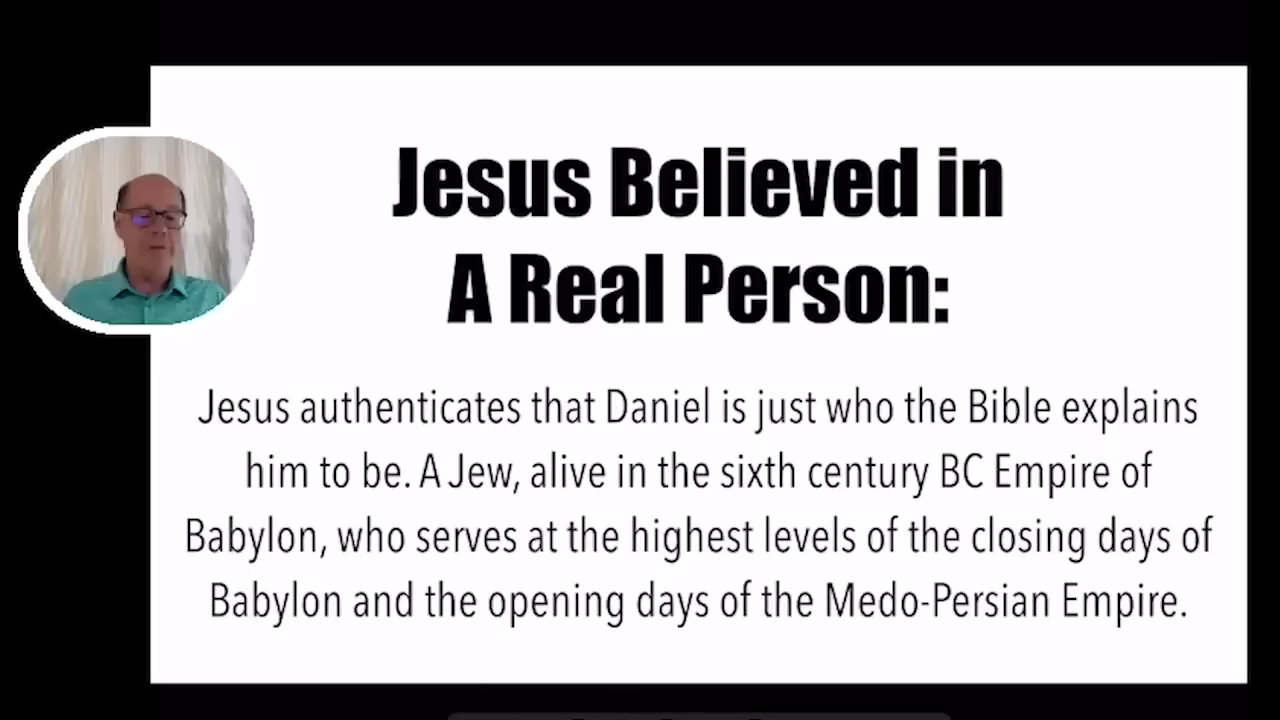 Jesus Believed in
A Real Person:
Jesus authenticates that Daniel is just who the Bible explains
him to be. A Jew, alive in the sixth century BC Empire of
Babylon, who serves at the highest levels of the closing days of
Babylon and the opening days of the Medo-Persian Empire.